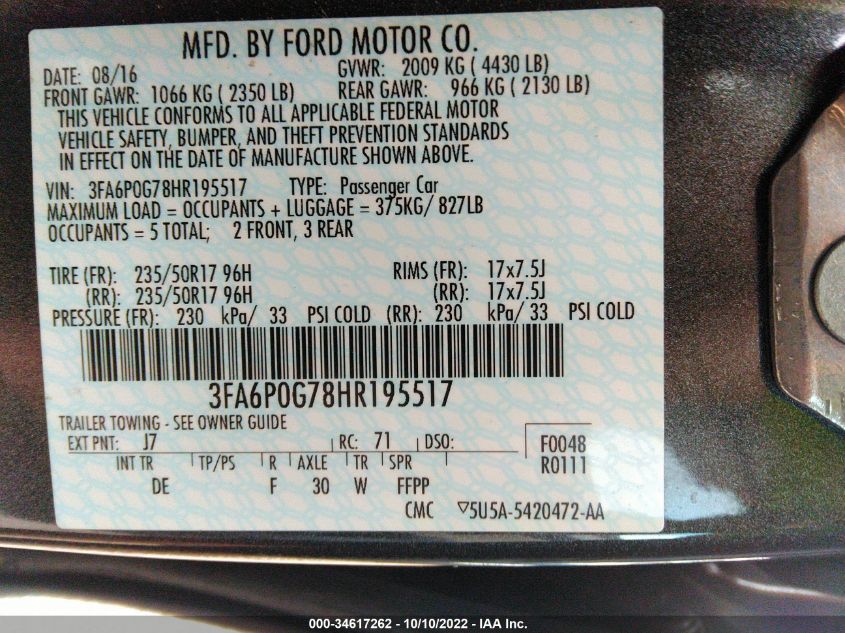 MFD. BY FORD MOTOR CO.
DATE: 08/16 GVWR: 2009 KG ( 4430 LB)
FRONT GAWR: 1066 KG ( 2350 LB) REAR GAWR: 966 KG ( 2130 LB)
THIS VEHICLE CONFORMS TO ALL APPLICABLE FEDERAL MOTOR
VEHICLE SAFETY, BUMPER, AND THEFT PREVENTION STANDARDS
IN EFFECT ON THE DATE OF MANUFACTURE SHOWN ABOVE.
VIN: 3FA6P0G78HR195517 TYPE: Passenger Car
MAXIMUM LOAD = OCCUPANTS + LUGGAGE = 375KG/ 827LB
OCCUPANTS = 5 TOTAL; 2 FRONT, 3 REAR
TIRE (FR): 235/50R17 96H RIMS (FR): 17x7.5J
(RR): 235/50R17 96H (RR): 17x7.5J
PRESSURE (FR): 230 kPa/ 33 PSI COLD (RR): 230 kPa/ 33 PSI COLD
3FA6P0G78HR195517
TRAILER TOWING - SEE OWNER GUIDE
EXT PNT: J7 RC: 71 DSO: F0048
INT TR TP/PS R AXLE TR SPR R0111
DE F 30 W FFPP
CMC ▽5U5A-5420472-AA
000-34617262 - 10/10/2022 - IAA Inc.